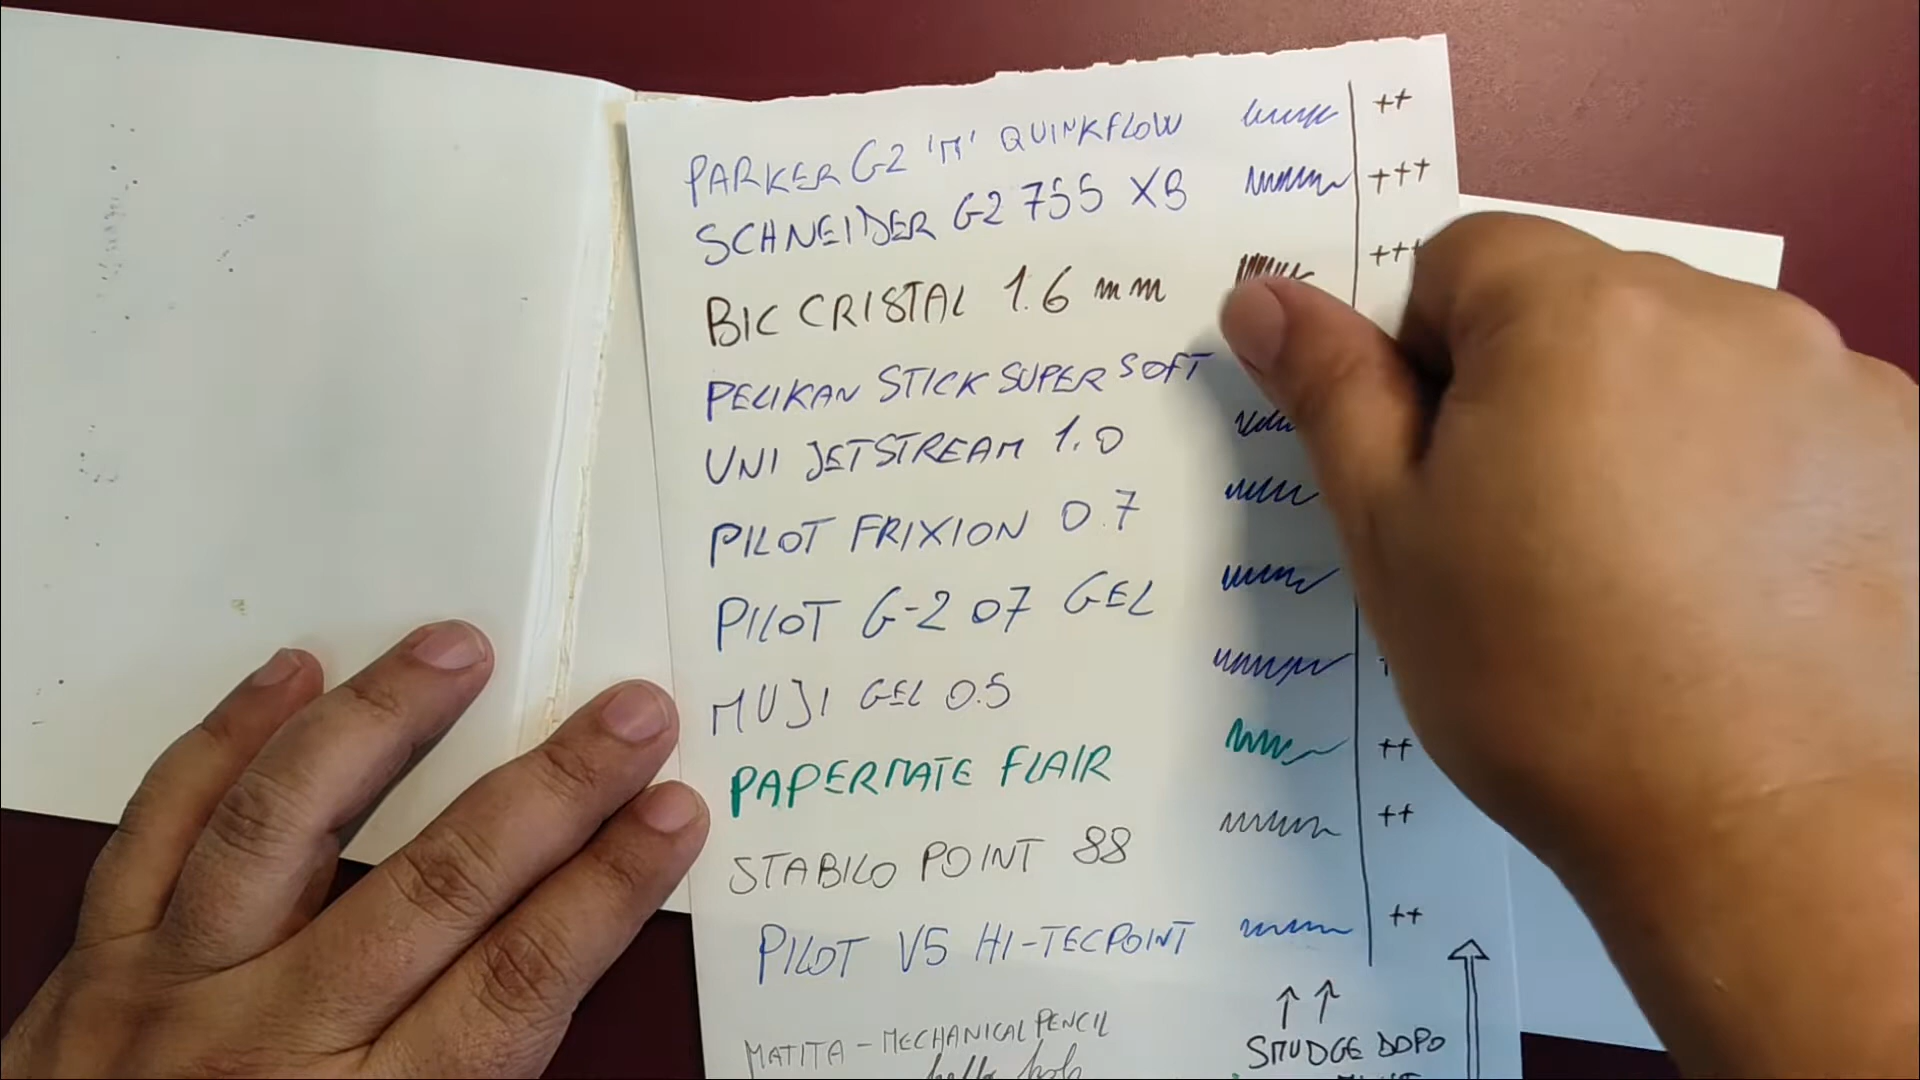 PARKER G2 'M' QUINKFLOW ++
SCHNEIDER G2 755 XB +++
BIC CRISTAL 1.6 mm +++
PELIKAN STICK SUPER SOFT
UNI JETSTREAM 1.0
PILOT FRIXION 0.7
PILOT G-2 07 GEL
MUJI GEL 0.5
PAPERMATE FLAIR ++
STABILO POINT 88 ++
PILOT V5 HI-TECPOINT ++
MATITA - MECHANICAL PENCIL
SMUDGE DOPO